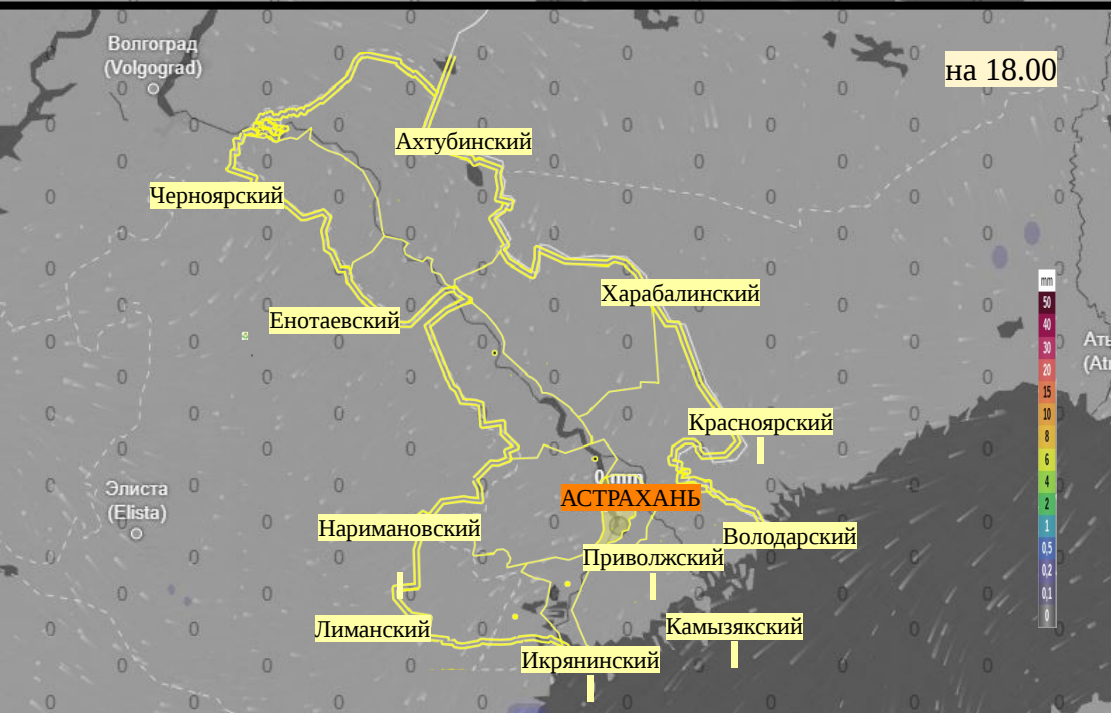 Волгоград
(Volgograd)
на 18.00
Ахтубинский
Черноярский
Харабалинский
Енотаевский
mm
50
40
30
20
15
10
8
6
4
2
1
0,5
0,2
0,1
0
Красноярский
0 mm
Элиста
(Elista)
АСТРАХАНЬ
Наримановский
Володарский
Приволжский
Лиманский
Камызякский
Икрянинский